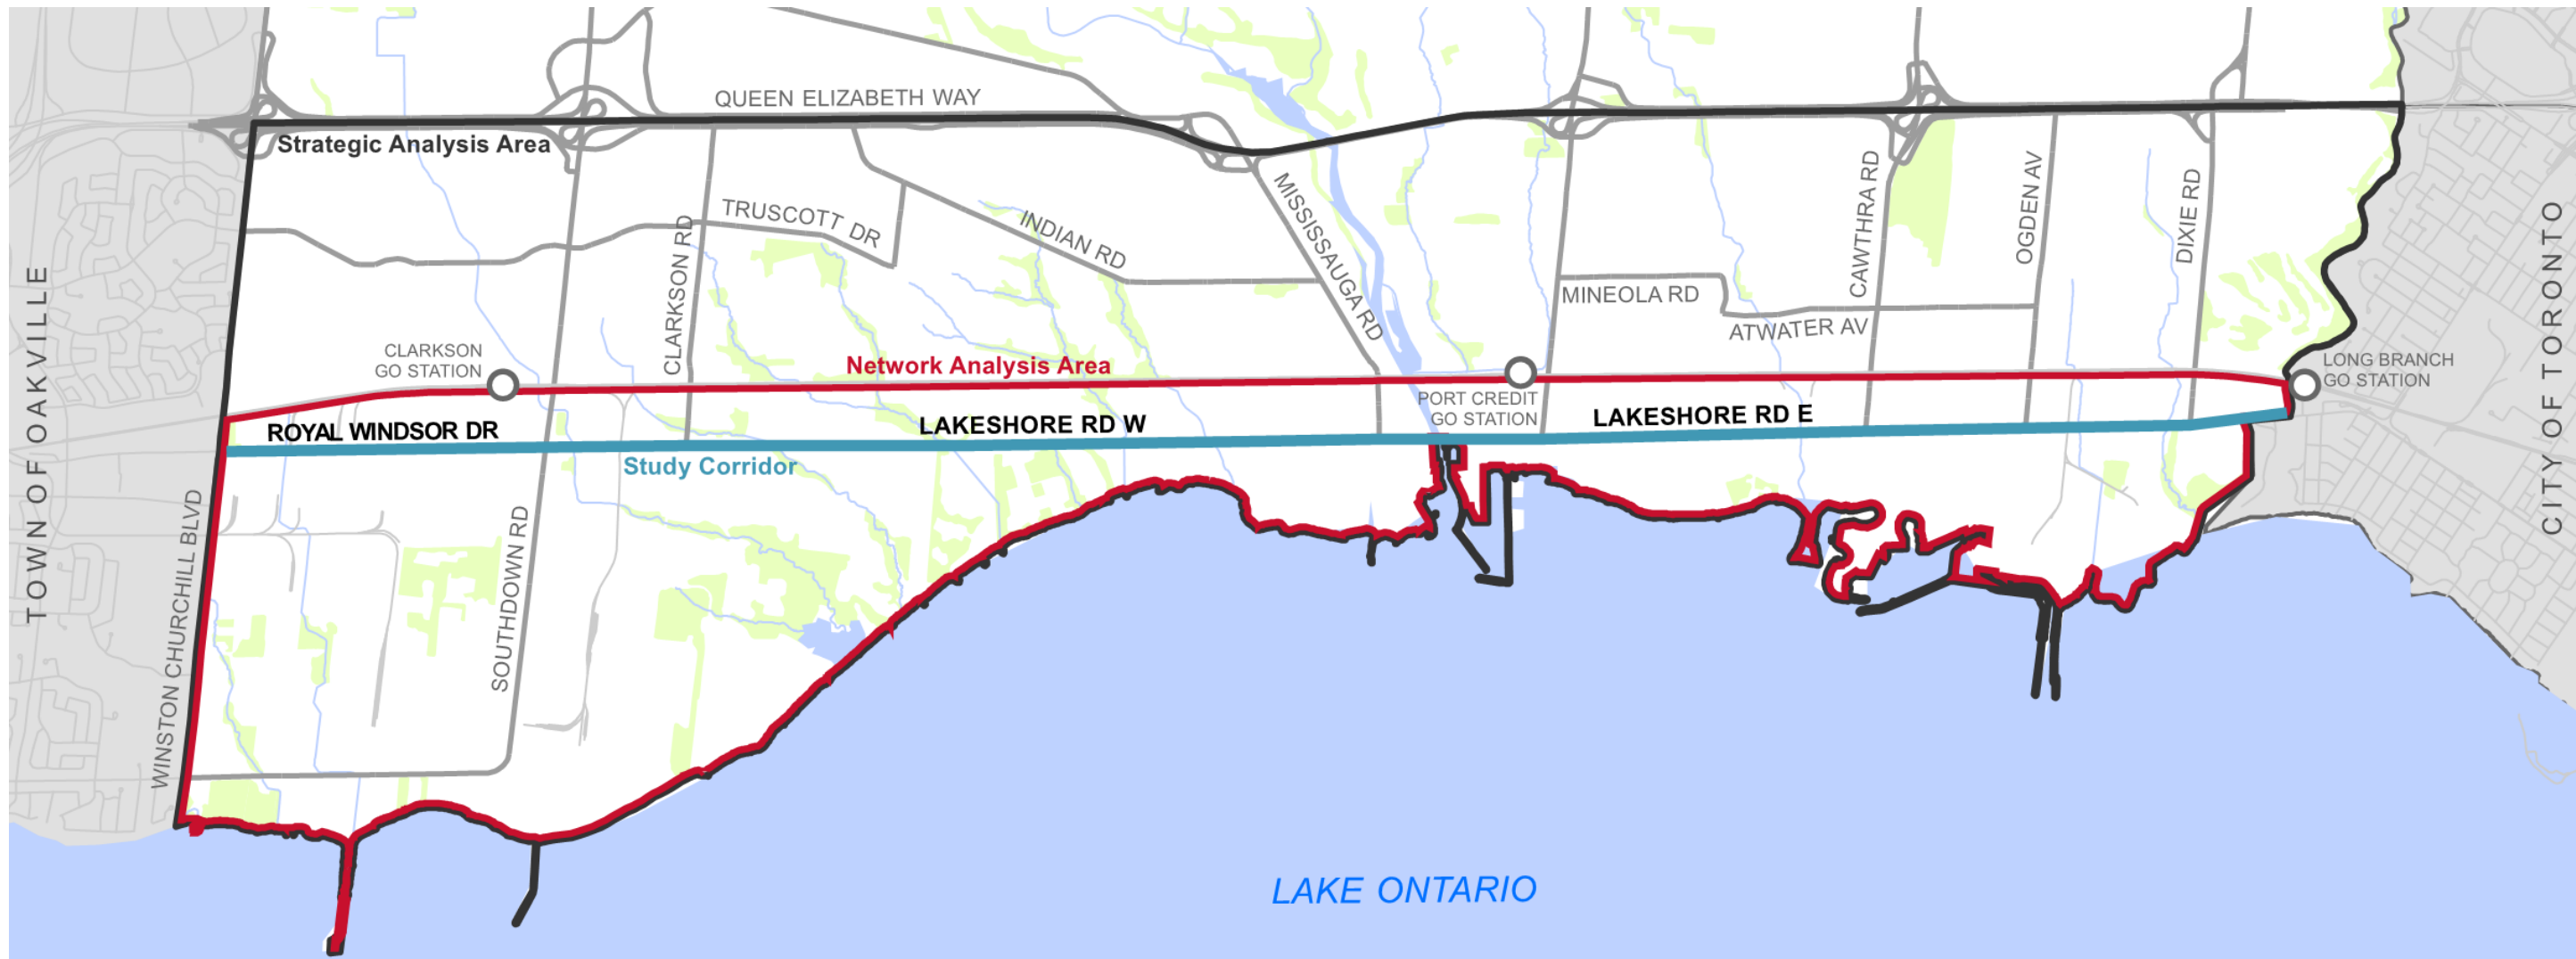 QUEEN ELIZABETH WAY
Strategic Analysis Area
TRUSCOTT DR
INDIAN RD
MISSISSAUGA RD
CLARKSON RD
CAWTHRA RD
OGDEN AV
DIXIE RD
MINEOLA RD
ATWATER AV
TOWN OF OAKVILLE
CITY OF TORONTO
CLARKSON
GO STATION
Network Analysis Area
PORT CREDIT
GO STATION
LONG BRANCH
GO STATION
ROYAL WINDSOR DR
LAKESHORE RD W
LAKESHORE RD E
Study Corridor
WINSTON CHURCHILL BLVD
SOUTHDOWN RD
LAKE ONTARIO